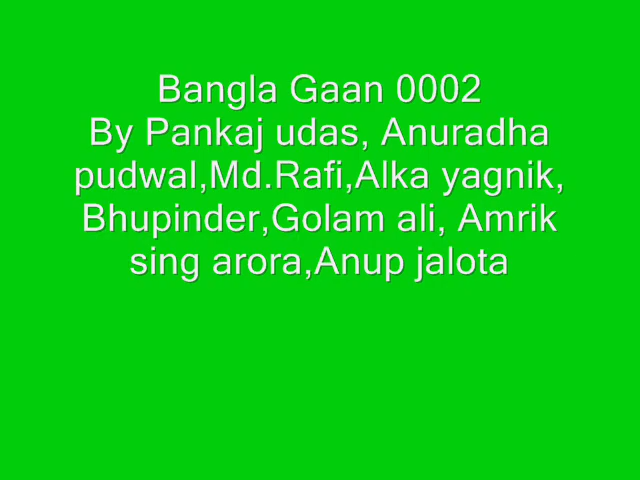 Bangla Gaan 0002
By Pankaj udas, Anuradha
pudwal,Md.Rafi,Alka yagnik,
Bhupinder,Golam ali, Amrik
sing arora,Anup jalota